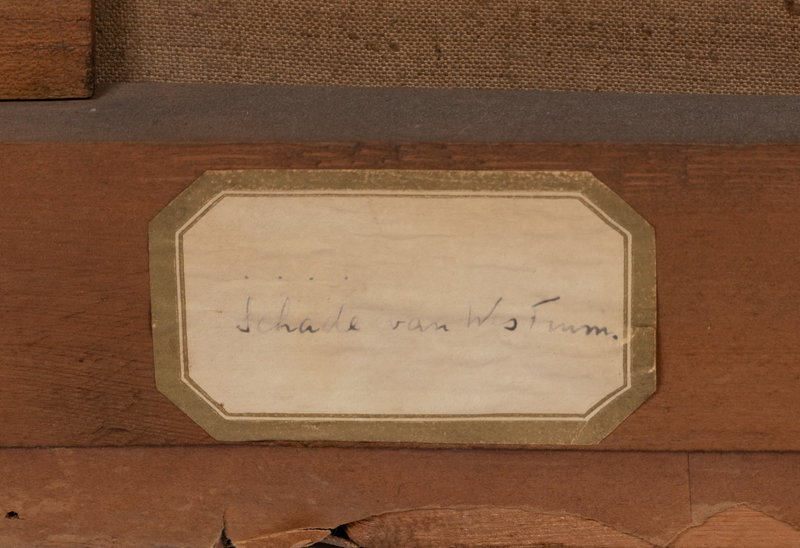 . . . .
Schade van Westrum.